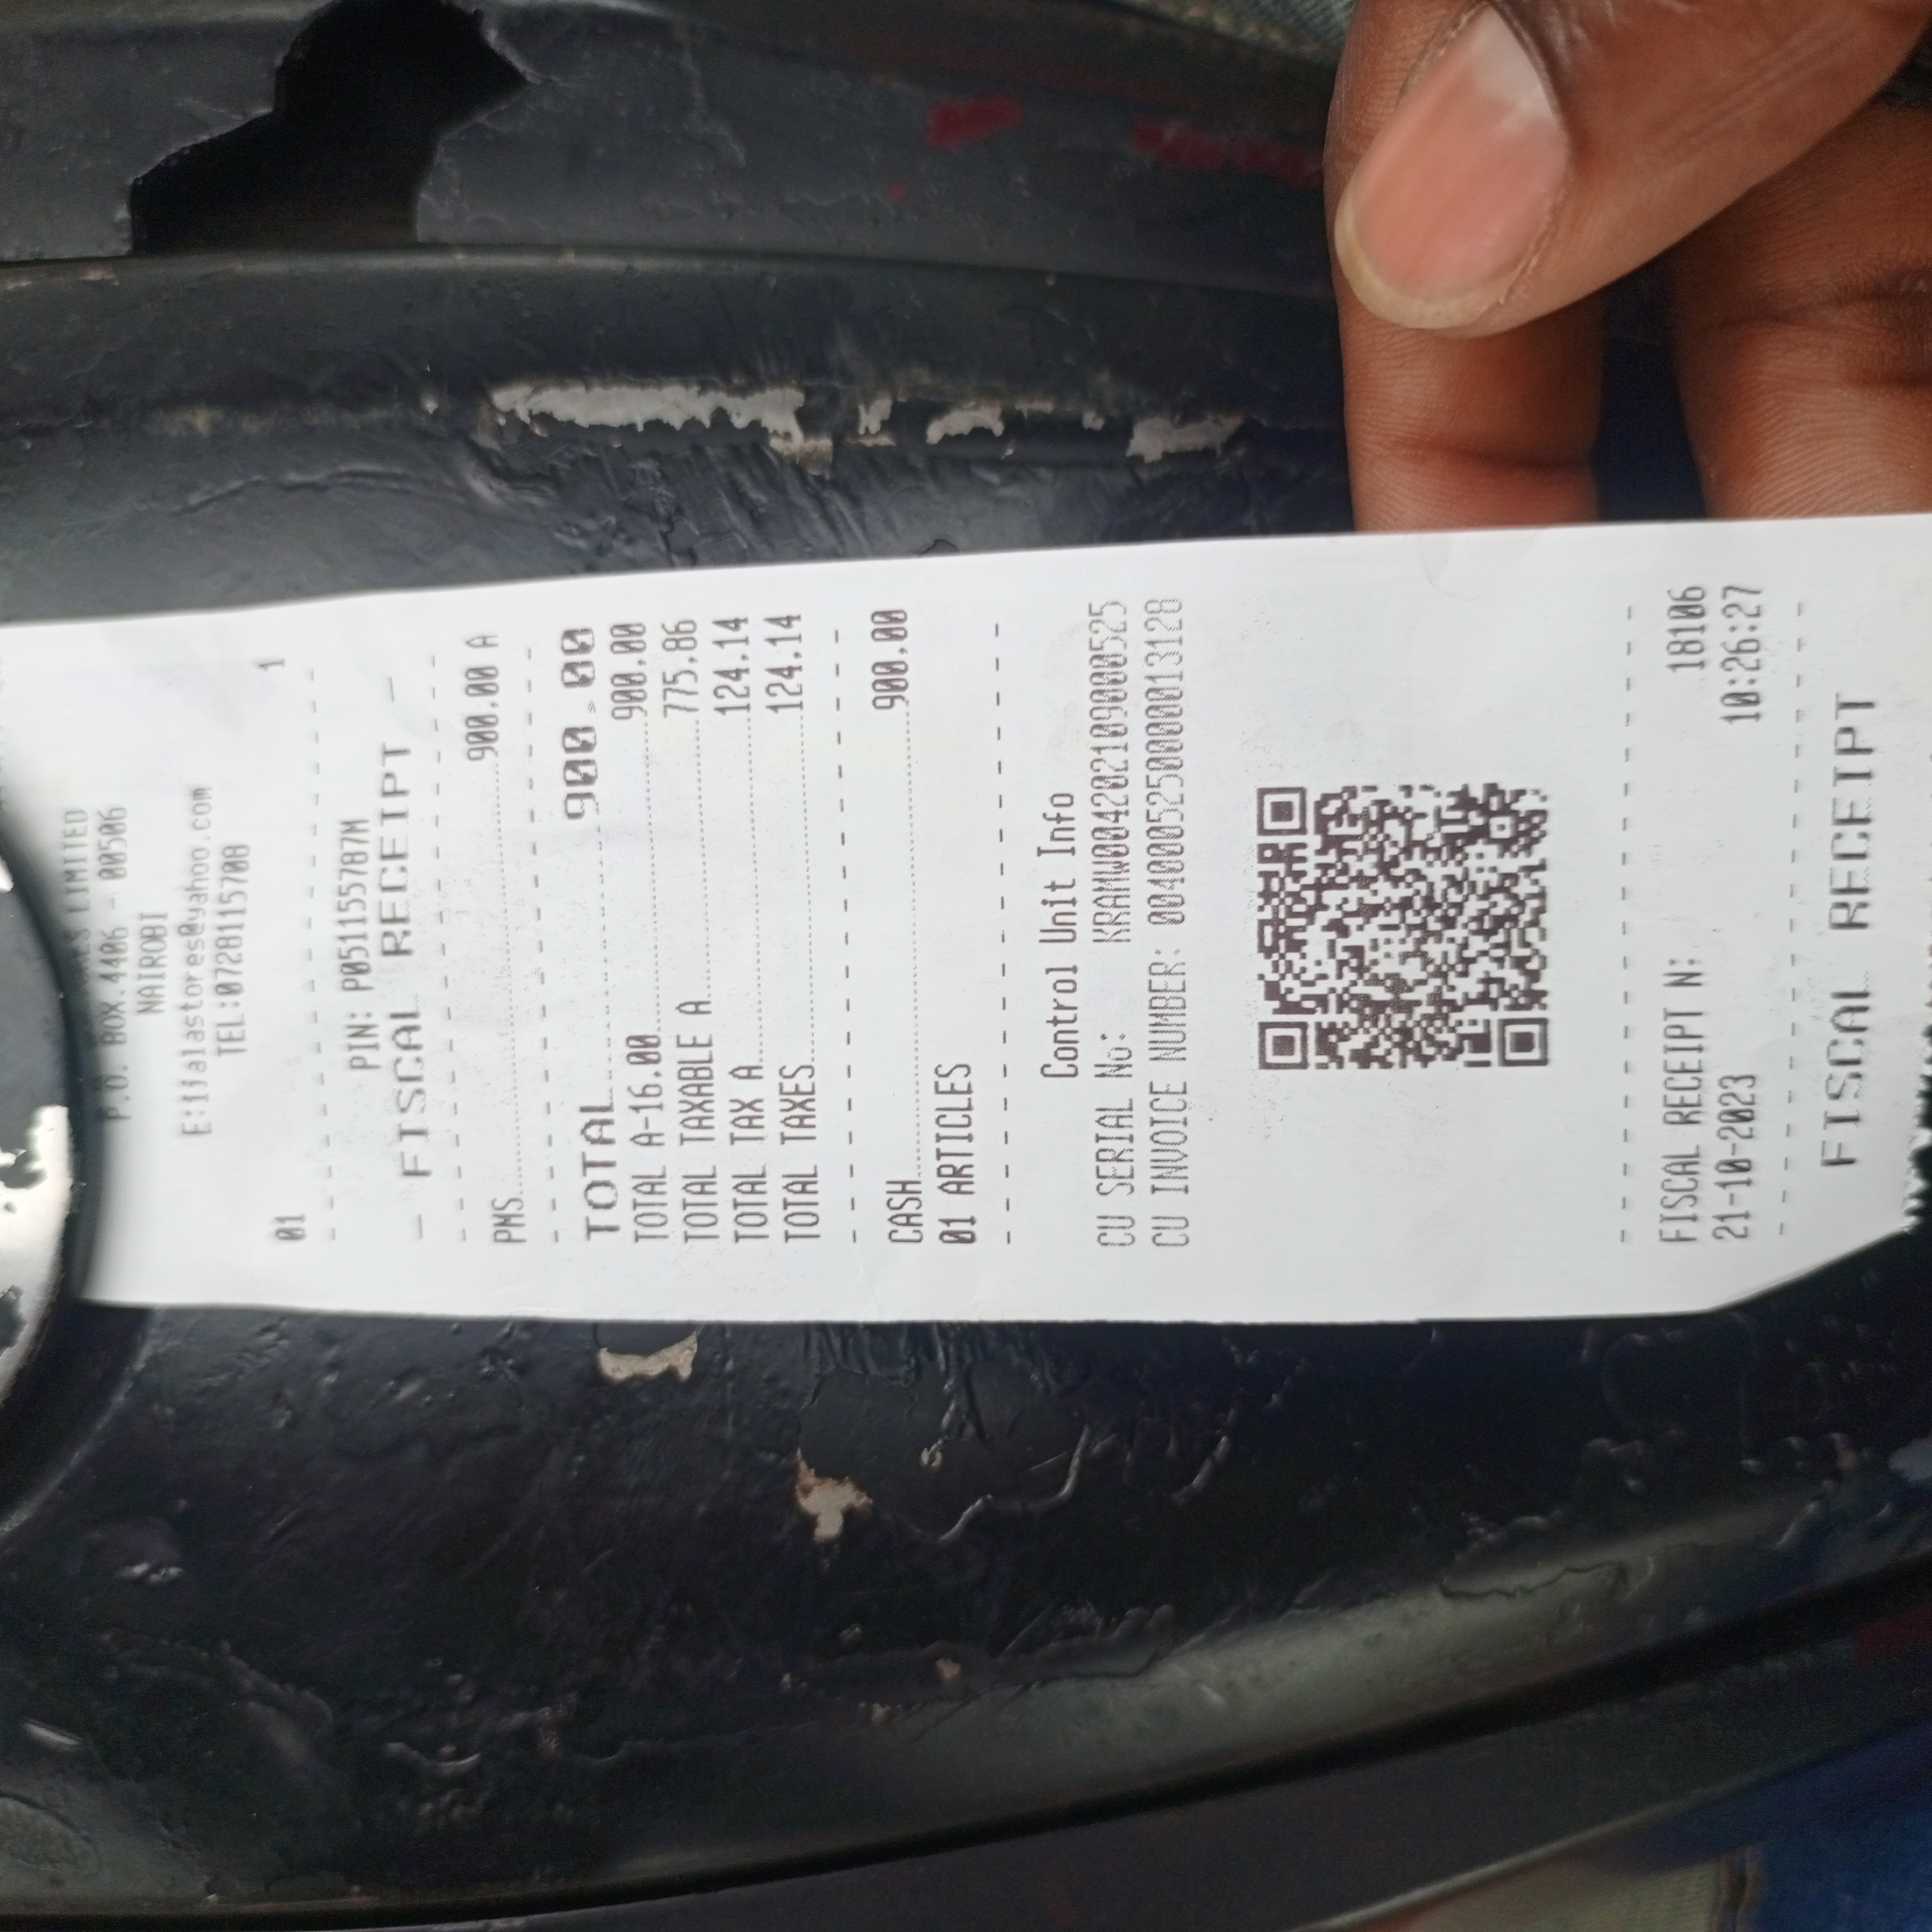 LIMITED
P.O. BOX 4406 - 00506
NAIROBI
E:ijalastores@yahoo.com
TEL:0728115708
01 1
PIN: P051155787M
FISCAL RECEIPT
PMS 900.00 A
TOTAL 900.00
TOTAL A-16.00 900.00
TOTAL TAXABLE A 775.86
TOTAL TAX A 124.14
TOTAL TAXES 124.14
CASH 900.00
01 ARTICLES
Control Unit Info
CU SERIAL No: KRAMW004202109000525
CU INVOICE NUMBER: 0040005250000013128
FISCAL RECEIPT N: 18106
21-10-2023 10:26:27
FISCAL RECEIPT